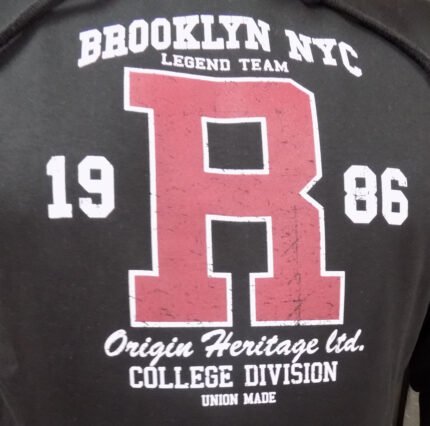 BROOKLYN NYC
LEGEND TEAM
R
19 86
Origin Heritage ltd.
COLLEGE DIVISION
UNION MADE